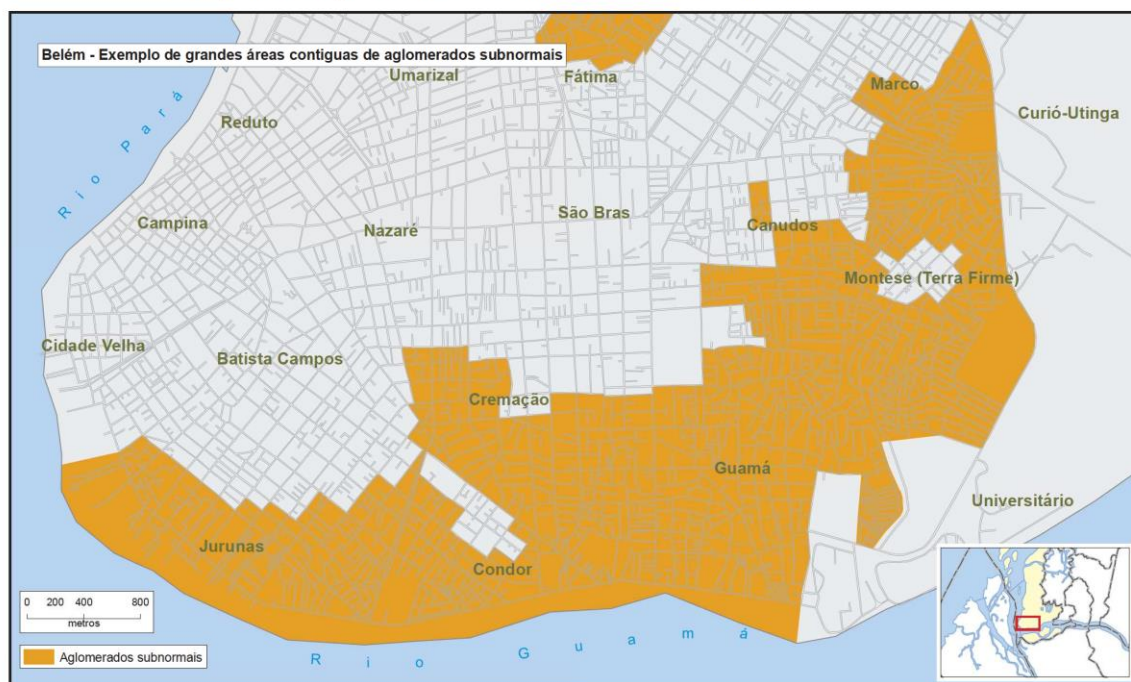 Belém - Exemplo de grandes áreas contiguas de aglomerados subnormais
Umarizal
Fátima
Marco
Rio Pará
Reduto
Curió-Utinga
Campina
Nazaré
São Bras
Canudos
Montese (Terra Firme)
Cidade Velha
Batista Campos
Cremação
Guamá
Universitário
Jurunas
Condor
0 200 400 800
metros
Aglomerados subnormais
Rio Guamá